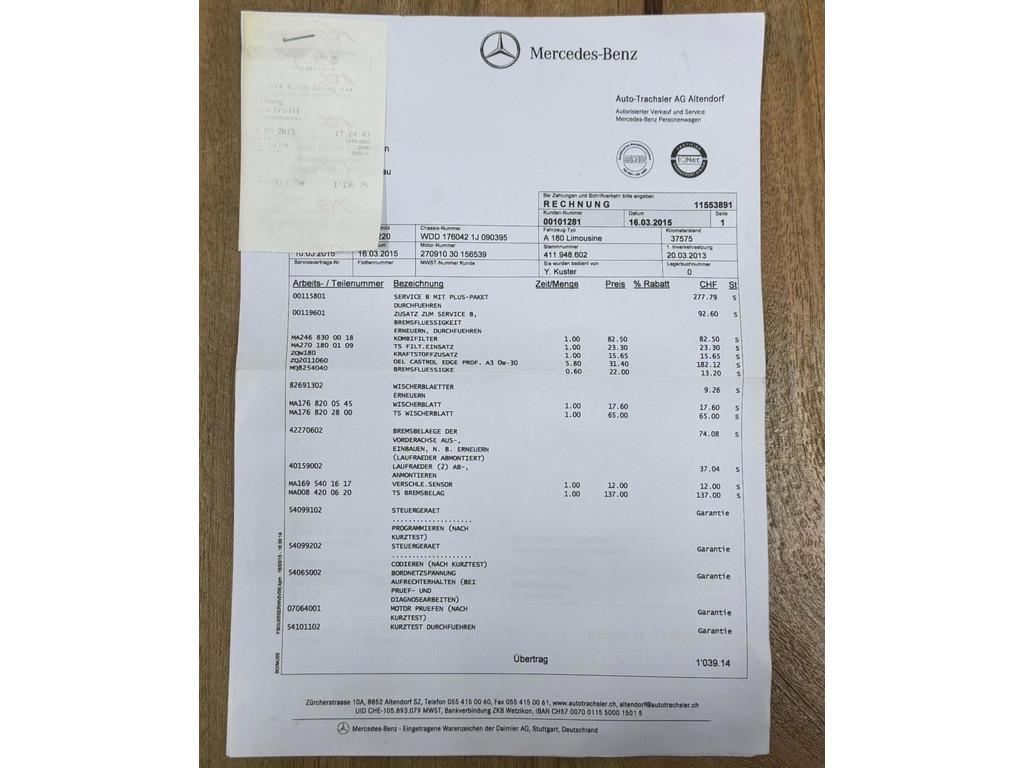 Mercedes-Benz
Auto-Trachsler AG Altendorf
Autorisierter Verkauf und Service
Mercedes-Benz Personenwagen
IQNet
17:24:43
Bei Zahlungen und Schriftverkehr bitte angeben
RECHNUNG 11553891
Kunden-Nummer Datum Seite
00101281 16.03.2015 1
Chassis-Nummer Fahrzeug-Typ Kilometerstand
220 WDD 176042 1J 090395 A 180 Limousine 37575
Motor-Nummer Stammnummer 1. Inverkehrsetzung
10.03.2015 16.03.2015 270910 30 156539 411.948.602 20.03.2013
Servicevertrags-Nr Flottennummer MWST-Nummer Kunde Sie wurden bedient von Lagerbuchnummer
Y. Kuster 0
Arbeits- / Teilenummer Bezeichnung Zeit/Menge Preis % Rabatt CHF St
00115801 SERVICE B MIT PLUS-PAKET 277.79 S
DURCHFUEHREN
00119601 ZUSATZ ZUM SERVICE B, 92.60 S
BREMSFLUESSIGKEIT
ERNEUERN, DURCHFUEHREN
MA246 830 00 18 KOMBIFILTER 1.00 82.50 82.50 S
MA270 180 01 09 TS FILT.EINSATZ 1.00 23.30 23.30 S
ZQW180 KRAFTSTOFFZUSATZ 1.00 15.65 15.65 S
ZQ2011060 OEL CASTROL EDGE PROF. A3 0W-30 5.80 31.40 182.12 S
MQ8254040 BREMSFLUESSIGKE 0.60 22.00 13.20 S
82691302 WISCHERBLAETTER 9.26 S
ERNEUERN
MA176 820 05 45 WISCHERBLATT 1.00 17.60 17.60 S
MA176 820 28 00 TS WISCHERBLATT 1.00 65.00 65.00 S
42270602 BREMSBELAEGE DER 74.08 S
VORDERACHSE AUS-,
EINBAUEN, N. B. ERNEUERN
(LAUFRAEDER ABMONTIERT)
40159002 LAUFRAEDER (2) AB-, 37.04 S
ANMONTIEREN
MA169 540 16 17 VERSCHLE.SENSOR 1.00 12.00 12.00 S
MA008 420 06 20 TS BREMSBELAG 1.00 137.00 137.00 S
54099102 STEUERGERAET Garantie
....................
PROGRAMMIEREN (NACH
KURZTEST)
54099202 STEUERGERAET Garantie
....................
CODIEREN (NACH KURZTEST)
54065002 BORDNETZSPANNUNG Garantie
AUFRECHTERHALTEN (BEI
PRUEF- UND
DIAGNOSEARBEITEN)
07064001 MOTOR PRUEFEN (NACH Garantie
KURZTEST)
54101102 KURZTEST DURCHFUEHREN Garantie
Übertrag 1'039.14
Zürcherstrasse 10A, 8852 Altendorf SZ, Telefon 055 415 00 60, Fax 055 415 00 61, www.autotrachsler.ch, altendorf@autotrachsler.ch
UID CHE-105.893.079 MWST, Bankverbindung ZKB Wetzikon, IBAN CH57 0070 0115 5000 1501 5
Mercedes-Benz - Eingetragene Warenzeichen der Daimler AG, Stuttgart, Deutschland